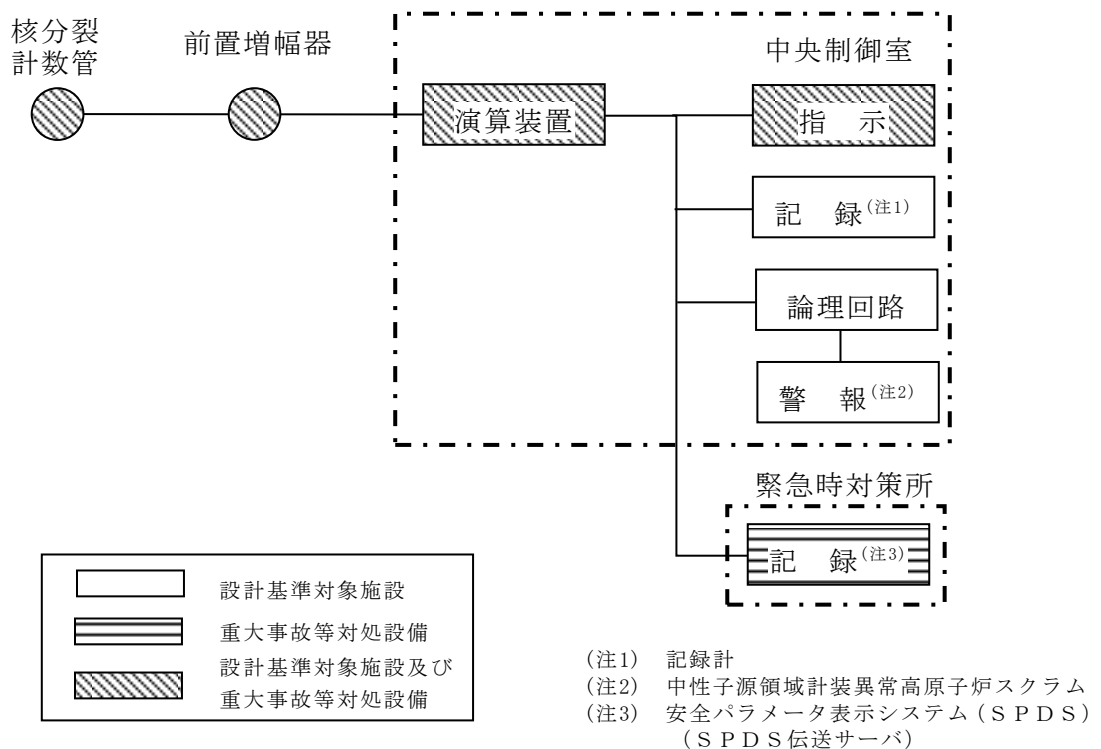 核分裂
計数管
前置増幅器
中央制御室
演算装置
指　示
記　録(注1)
論理回路
警　報(注2)
緊急時対策所
記　録(注3)
設計基準対象施設
重大事故等対処設備
設計基準対象施設及び
重大事故等対処設備
(注1)　記録計
(注2)　中性子源領域計装異常高原子炉スクラム
(注3)　安全パラメータ表示システム(ＳＰＤＳ)
(ＳＰＤＳ伝送サーバ)